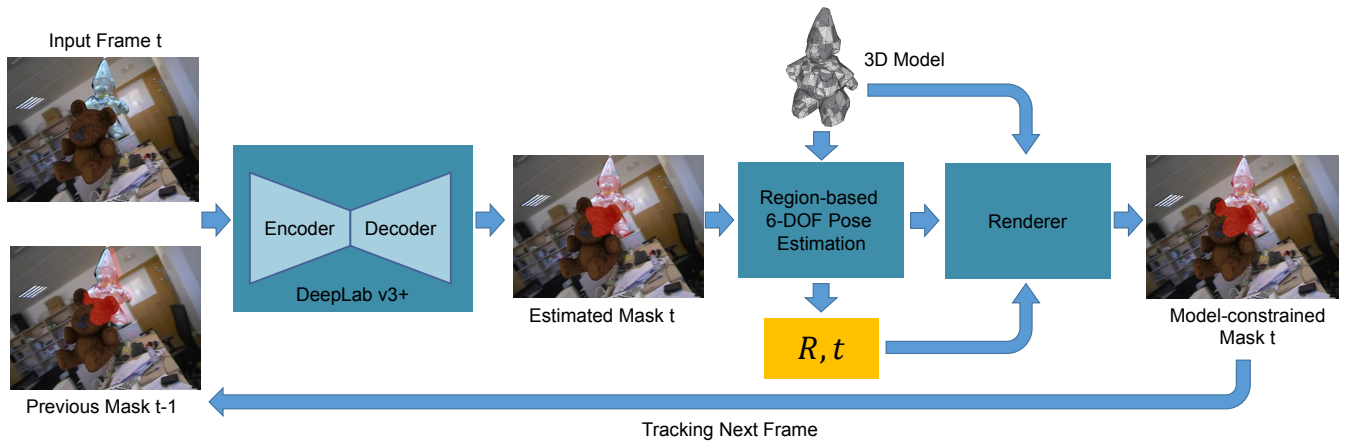 Input Frame t
Previous Mask t-1
Encoder
Decoder
DeepLab v3+
Estimated Mask t
3D Model
Region-based
6-DOF Pose
Estimation
R, t
Renderer
Model-constrained
Mask t
Tracking Next Frame